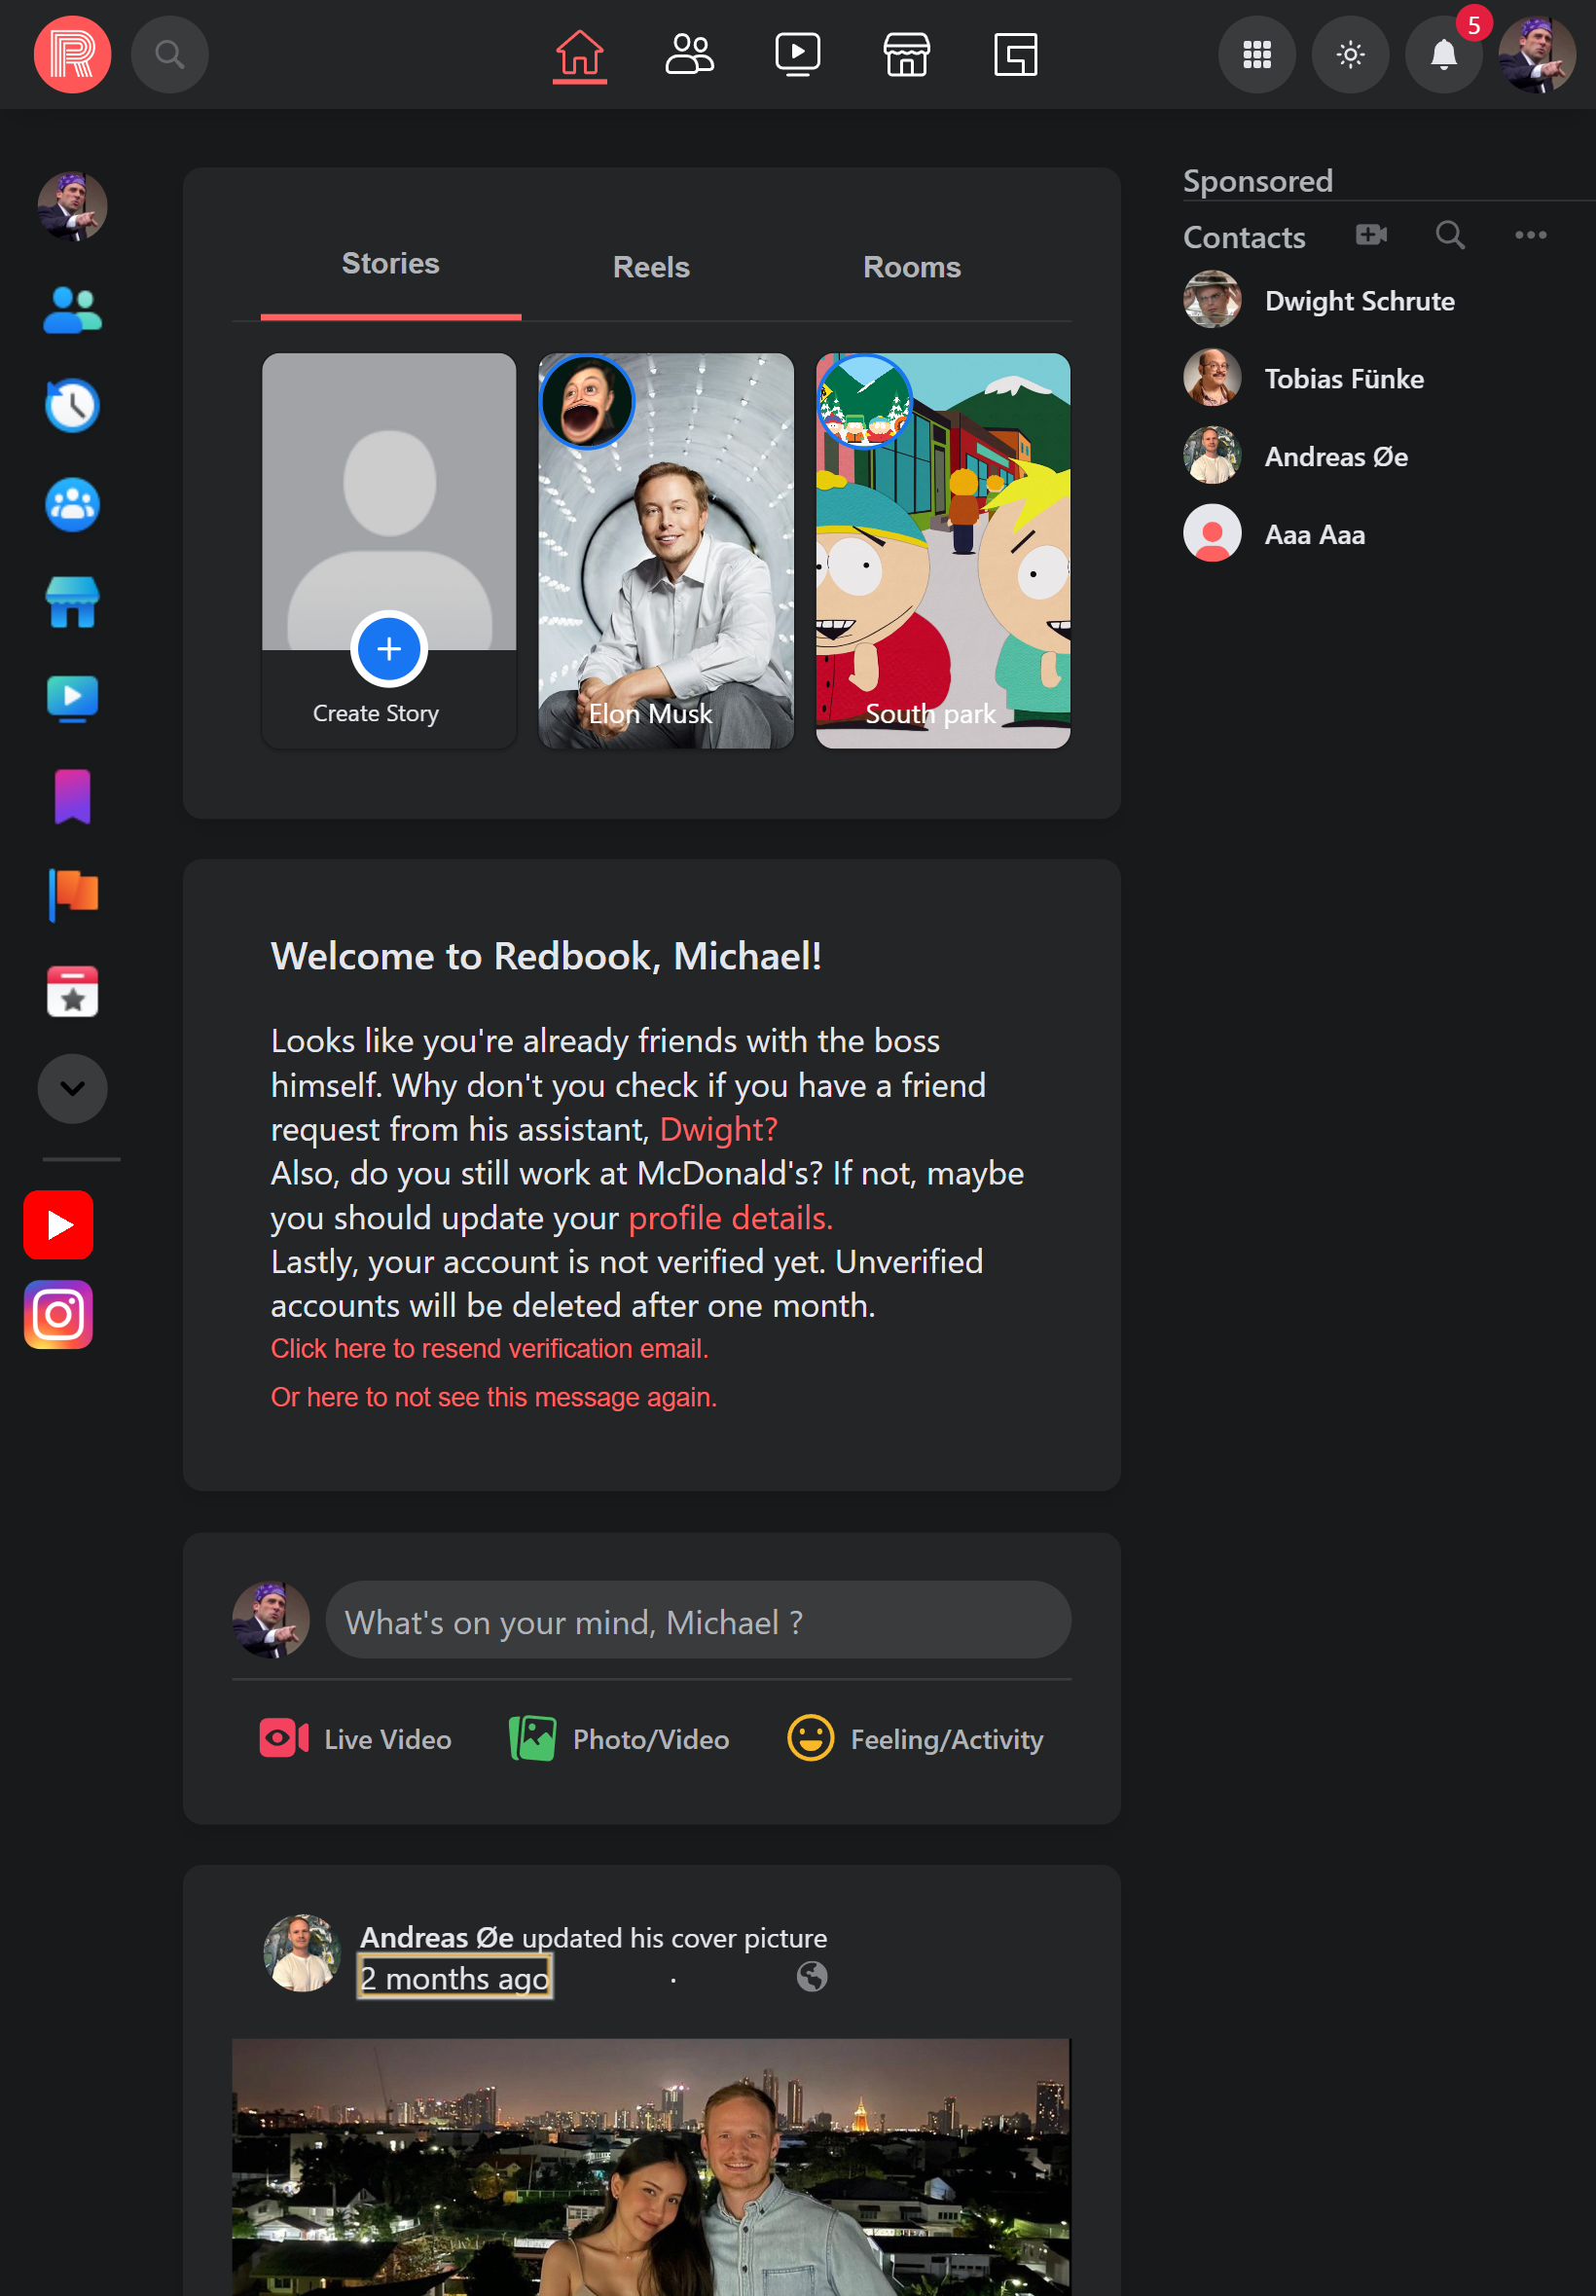 R
5
Sponsored
Contacts
Dwight Schrute
Tobias Fünke
Andreas Øe
Aaa Aaa
Stories
Reels
Rooms
Create Story
Elon Musk
South park
Welcome to Redbook, Michael!
Looks like you're already friends with the boss
himself. Why don't you check if you have a friend
request from his assistant, Dwight?
Also, do you still work at McDonald's? If not, maybe
you should update your profile details.
Lastly, your account is not verified yet. Unverified
accounts will be deleted after one month.
Click here to resend verification email.
Or here to not see this message again.
What's on your mind, Michael ?
Live Video
Photo/Video
Feeling/Activity
Andreas Øe updated his cover picture
2 months ago ·